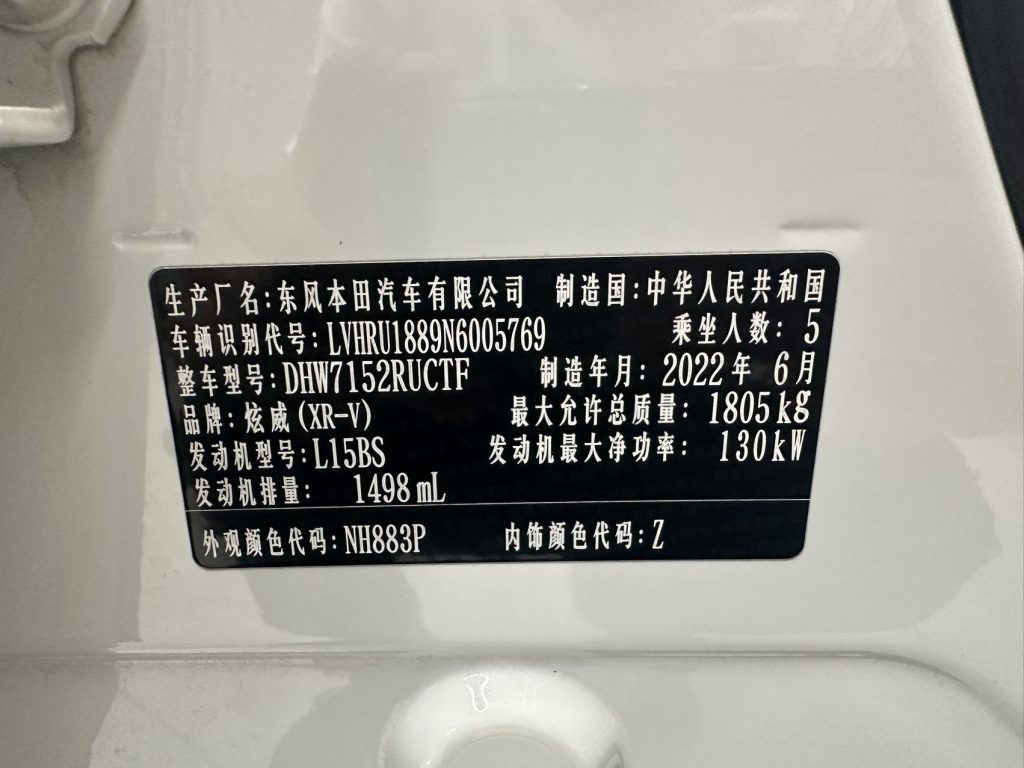 生产厂名:东风本田汽车有限公司 制造国:中华人民共和国
车辆识别代号:LVHRU1889N6005769 乘坐人数:5
整车型号:DHW7152RUCTF 制造年月:2022年6月
品牌:炫威(XR-V) 最大允许总质量:1805kg
发动机型号:L15BS 发动机最大净功率:130kW
发动机排量:1498mL
外观颜色代码:NH883P 内饰颜色代码:Z